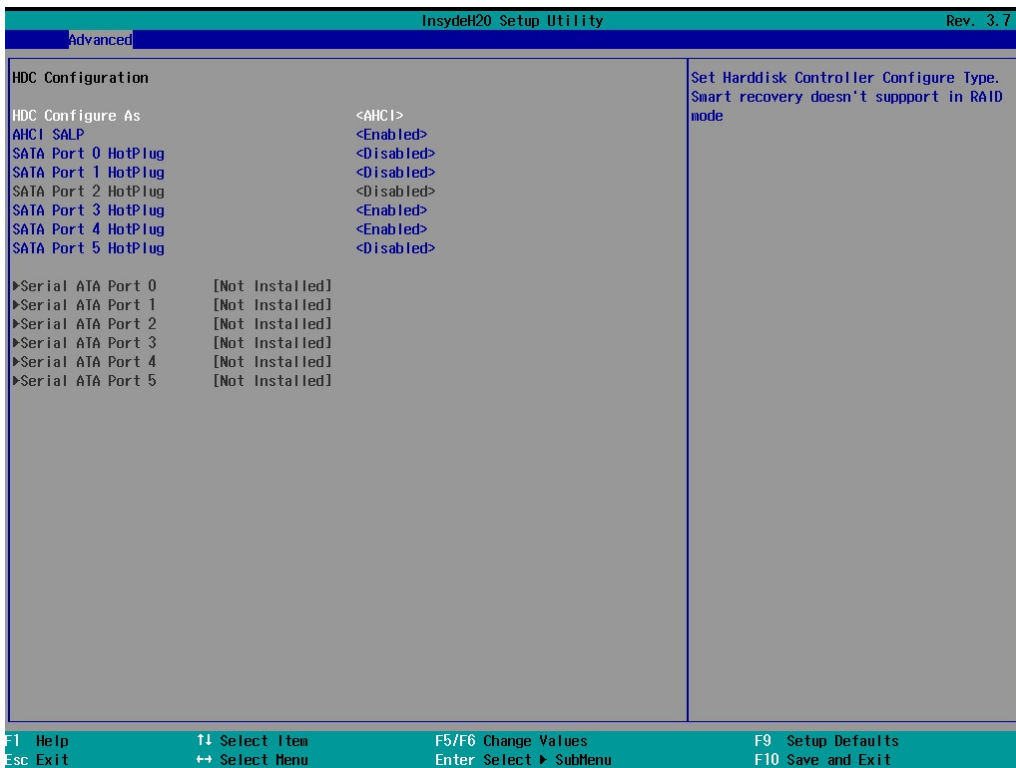 InsydeH2O Setup Utility Rev. 3.7
Advanced
HDC Configuration
HDC Configure As <AHCI>
AHCI SALP <Enabled>
SATA Port 0 HotPlug <Disabled>
SATA Port 1 HotPlug <Disabled>
SATA Port 2 HotPlug <Disabled>
SATA Port 3 HotPlug <Enabled>
SATA Port 4 HotPlug <Enabled>
SATA Port 5 HotPlug <Disabled>
▶Serial ATA Port 0 [Not Installed]
▶Serial ATA Port 1 [Not Installed]
▶Serial ATA Port 2 [Not Installed]
▶Serial ATA Port 3 [Not Installed]
▶Serial ATA Port 4 [Not Installed]
▶Serial ATA Port 5 [Not Installed]
Set Harddisk Controller Configure Type.
Smart recovery doesn't suppport in RAID
mode
F1 Help ↑↓ Select Item F5/F6 Change Values F9 Setup Defaults
Esc Exit ↔ Select Menu Enter Select ▶ SubMenu F10 Save and Exit